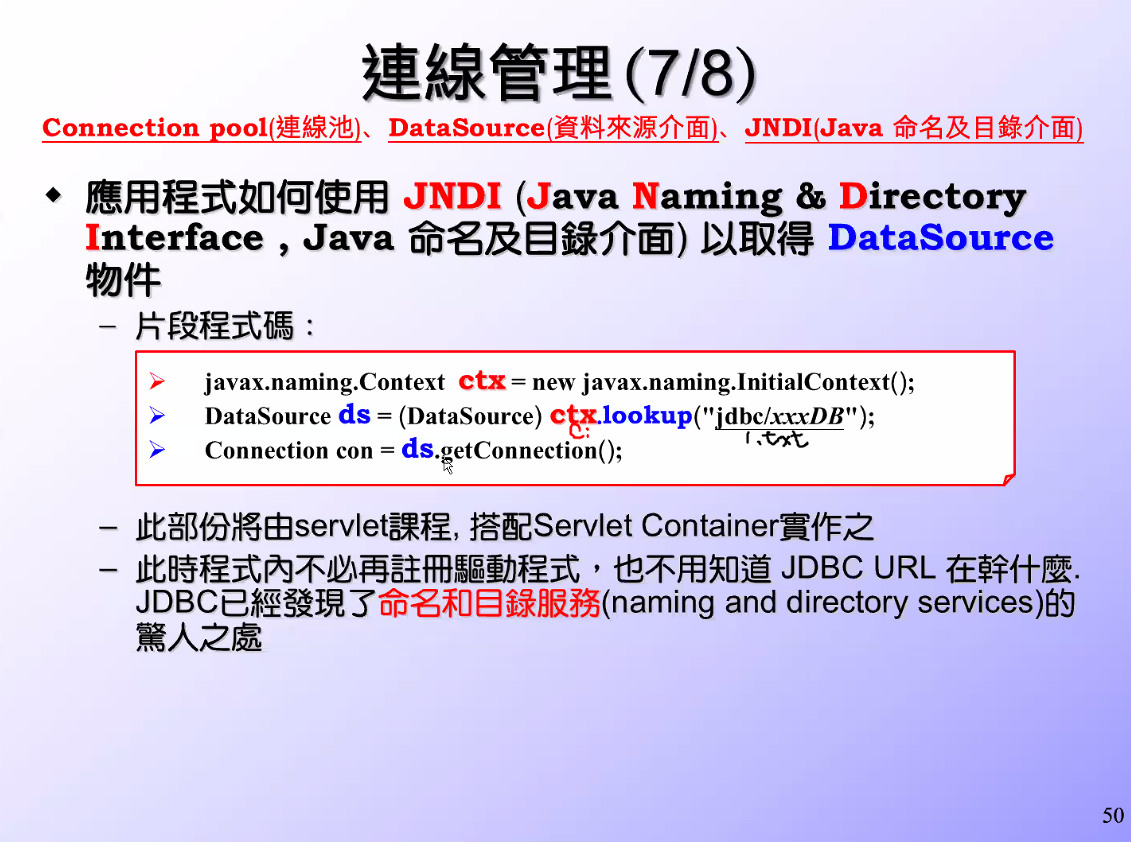 連線管理 (7/8)
Connection pool(連線池)、DataSource(資料來源介面)、JNDI(Java 命名及目錄介面)
應用程式如何使用 JNDI (Java Naming & Directory
Interface , Java 命名及目錄介面) 以取得 DataSource
物件
– 片段程式碼：
javax.naming.Context ctx = new javax.naming.InitialContext();
DataSource ds = (DataSource) ctx.lookup("jdbc/xxxDB");
C: 1.txt
Connection con = ds.getConnection();
– 此部份將由servlet課程, 搭配Servlet Container實作之
– 此時程式內不必再註冊驅動程式，也不用知道 JDBC URL 在幹什麼.
JDBC已經發現了命名和目錄服務(naming and directory services)的
驚人之處
50